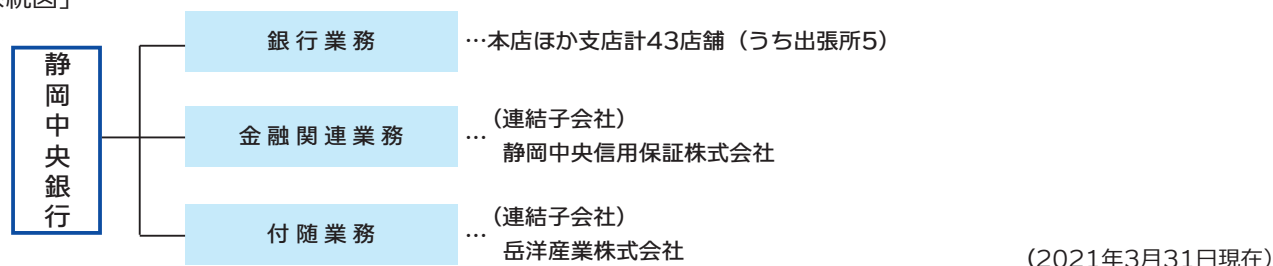 系統図」
静岡中央銀行
銀行業務
…本店ほか支店計43店舗（うち出張所5）
金融関連業務
…（連結子会社）
静岡中央信用保証株式会社
付随業務
…（連結子会社）
岳洋産業株式会社
（2021年3月31日現在）